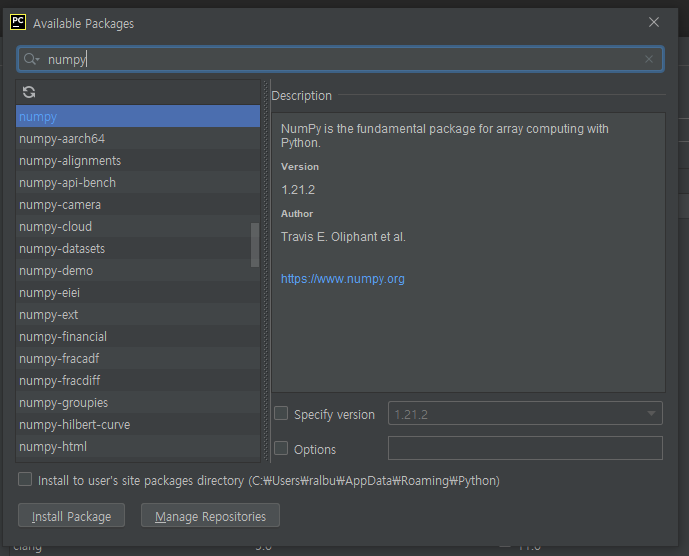 PC
Available Packages
numpy
Description
numpy
numpy-aarch64
numpy-alignments
numpy-api-bench
numpy-camera
numpy-cloud
numpy-datasets
numpy-demo
numpy-eiei
numpy-ext
numpy-financial
numpy-fracadf
numpy-fracdiff
numpy-groupies
numpy-hilbert-curve
numpy-html
NumPy is the fundamental package for array computing with
Python.
Version
1.21.2
Author
Travis E. Oliphant et al.
https://www.numpy.org
Specify version 1.21.2
Options
Install to user's site packages directory (C:₩Users₩ralbu₩AppData₩Roaming₩Python)
Install Package Manage Repositories